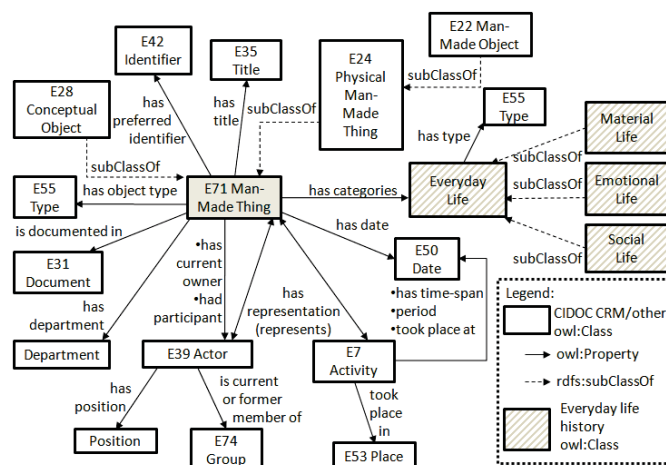 E42
Identifier
E35
Title
E22 Man-
Made Object
E24
Physical
Man-
Made Thing
E28
Conceptual
Object
has
preferred
identifier
has
title
subClassOf
subClassOf
E55
Type
has type
Material
Life
subClassOf
subClassOf
E55
Type
has object type
E71 Man-
Made Thing
has categories
Everyday
Life
subClassOf
Emotional
Life
is documented in
E31
Document
•has
current
owner
•had
participant
has date
E50
Date
Social
Life
subClassOf
has
department
has
representation
(represents)
•has time-span
•period
•took place at
Department
E39 Actor
E7
Activity
has
position
is current
or former
member of
took
place
in
Position
E74
Group
E53 Place
Legend:
CIDOC CRM/other
owl:Class
owl:Property
rdfs:subClassOf
Everyday life
history
owl:Class